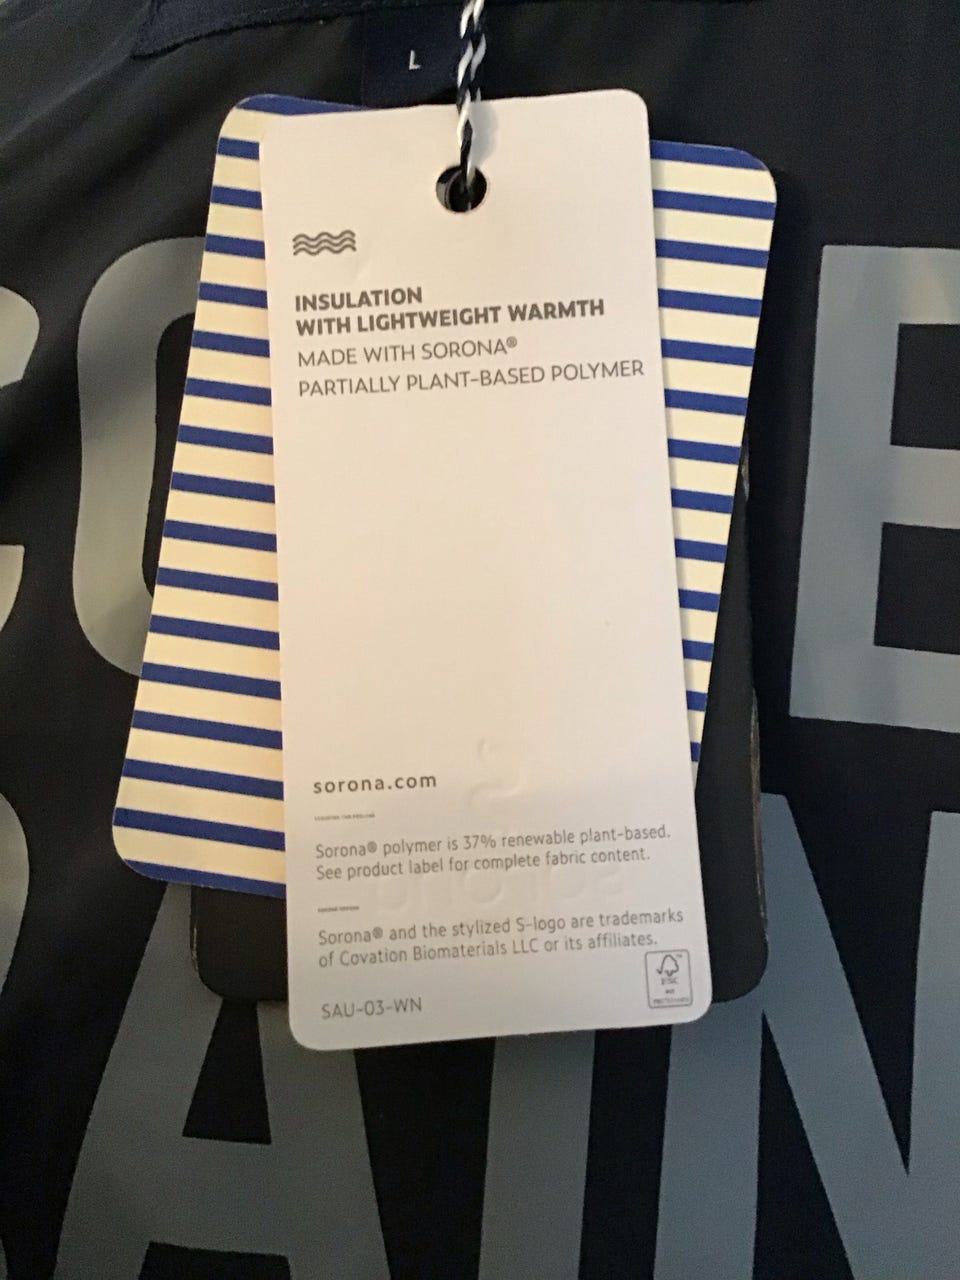 L
INSULATION
WITH LIGHTWEIGHT WARMTH
MADE WITH SORONA®
PARTIALLY PLANT-BASED POLYMER
sorona.com
Sorona® polymer is 37% renewable plant-based.
See product label for complete fabric content.
Sorona® and the stylized S-logo are trademarks
of Covation Biomaterials LLC or its affiliates.
SAU-03-WN
FSC